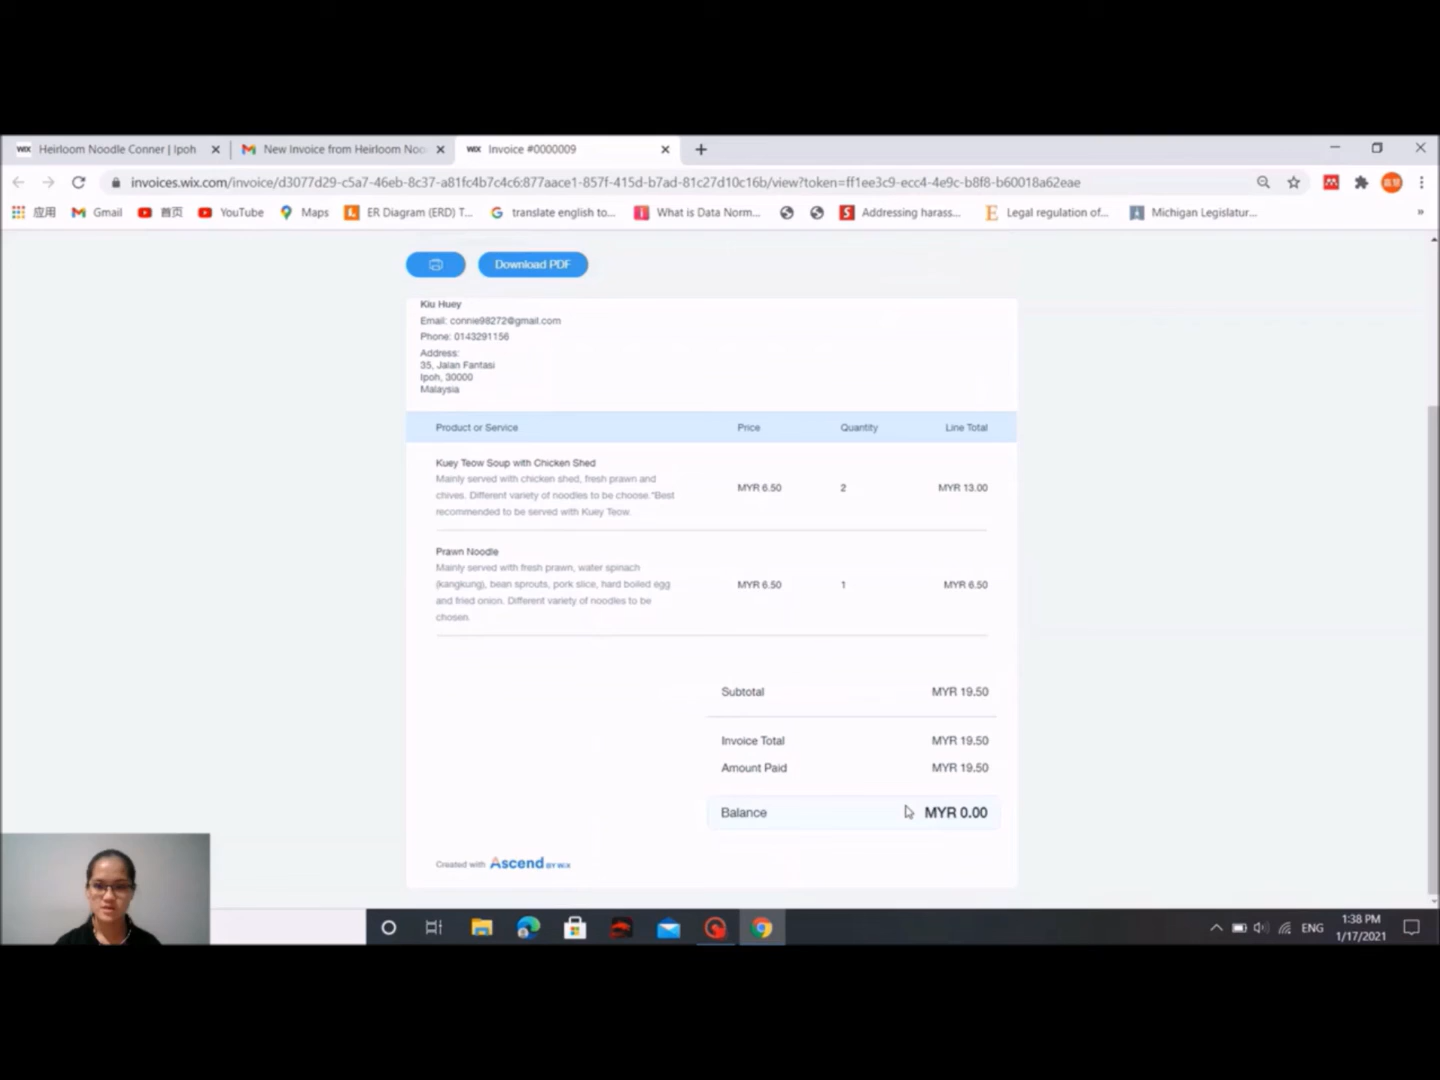 WIX Heirloom Noodle Conner | Ipoh
New Invoice from Heirloom Noo
WIX Invoice #0000009
invoices.wix.com/invoice/d3077d29-c5a7-46eb-8c37-a81fc4b7c4c6:877aace1-857f-415d-b7ad-81c27d10c16b/view?token=ff1ee3c9-ecc4-4e9c-b8f8-b60018a62eae
应用 Gmail 首页 YouTube Maps ER Diagram (ERD) T... translate english to... What is Data Norm... Addressing harass... Legal regulation of... Michigan Legislatur... »
Download PDF
Kiu Huey
Email: connie98272@gmail.com
Phone: 0143291156
Address:
35, Jalan Fantasi
Ipoh, 30000
Malaysia
Product or Service Price Quantity Line Total
Kuey Teow Soup with Chicken Shed
Mainly served with chicken shed, fresh prawn and
chives. Different variety of noodles to be choose."Best
recommended to be served with Kuey Teow.
MYR 6.50 2 MYR 13.00
Prawn Noodle
Mainly served with fresh prawn, water spinach
(kangkung), bean sprouts, pork slice, hard boiled egg
and fried onion. Different variety of noodles to be
chosen.
MYR 6.50 1 MYR 6.50
Subtotal MYR 19.50
Invoice Total MYR 19.50
Amount Paid MYR 19.50
Balance MYR 0.00
Created with Ascend BY WIX
ENG
1:38 PM
1/17/2021